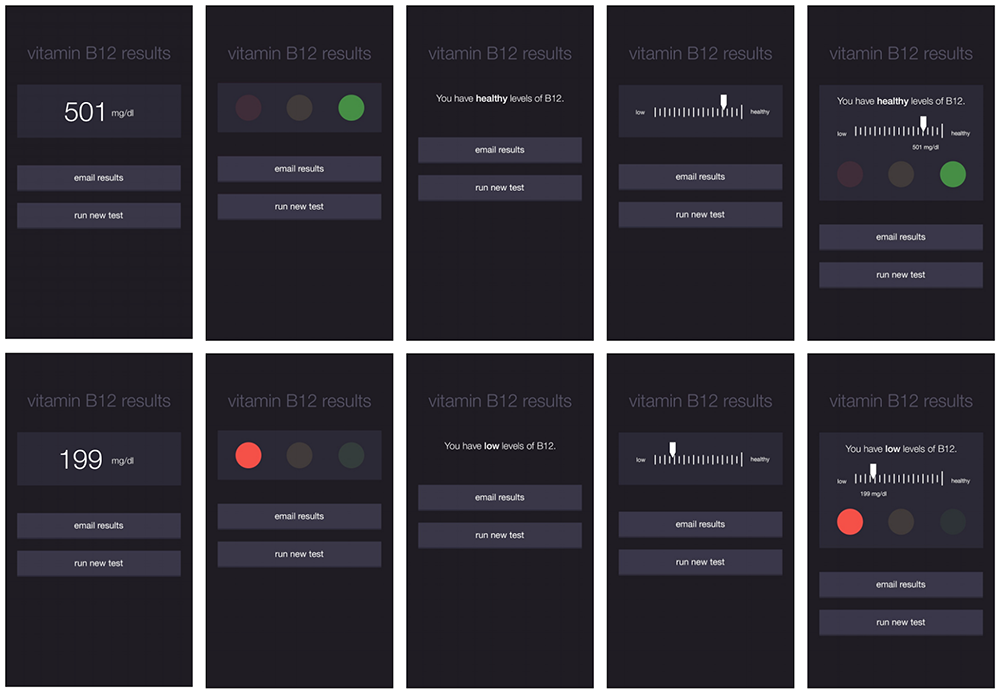 vitamin B12 results
501 mg/dl
email results
run new test
vitamin B12 results
email results
run new test
vitamin B12 results
You have healthy levels of B12.
email results
run new test
vitamin B12 results
low healthy
email results
run new test
vitamin B12 results
You have healthy levels of B12.
low healthy
501 mg/dl
email results
run new test
vitamin B12 results
199 mg/dl
email results
run new test
vitamin B12 results
email results
run new test
vitamin B12 results
You have low levels of B12.
email results
run new test
vitamin B12 results
low healthy
email results
run new test
vitamin B12 results
You have low levels of B12.
low healthy
199 mg/dl
email results
run new test